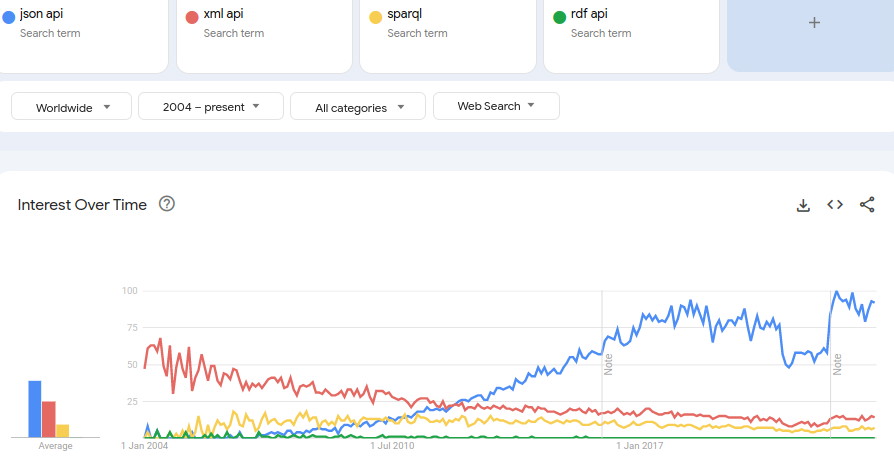 json api
xml api
sparql
rdf api
Search term
Search term
Search term
Search term
+
Worldwide
2004 – present
All categories
Web Search
Interest Over Time
?
100
75
50
25
Note
Note
Average
1 Jan 2004
1 Jul 2010
1 Jan 2017